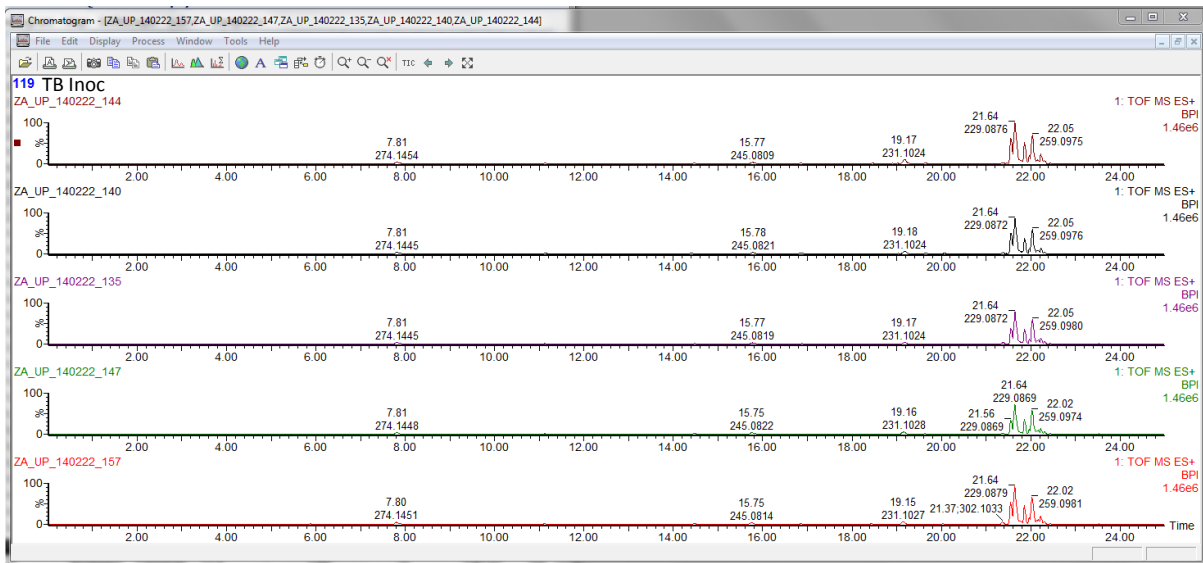 Chromatogram - [ZA_UP_140222_157,ZA_UP_140222_147,ZA_UP_140222_135,ZA_UP_140222_140,ZA_UP_140222_144]
File Edit Display Process Window Tools Help
TIC
119 TB Inoc
ZA_UP_140222_144
1: TOF MS ES+
BPI
1.46e6
100
%
0
7.81
274.1454
15.77
245.0809
19.17
231.1024
21.64
229.0876
22.05
259.0975
2.00 4.00 6.00 8.00 10.00 12.00 14.00 16.00 18.00 20.00 22.00 24.00
ZA_UP_140222_140
1: TOF MS ES+
BPI
1.46e6
100
%
0
7.81
274.1445
15.78
245.0821
19.18
231.1024
21.64
229.0872
22.05
259.0976
2.00 4.00 6.00 8.00 10.00 12.00 14.00 16.00 18.00 20.00 22.00 24.00
ZA_UP_140222_135
1: TOF MS ES+
BPI
1.46e6
100
%
0
7.81
274.1445
15.77
245.0819
19.17
231.1024
21.64
229.0872
22.05
259.0980
2.00 4.00 6.00 8.00 10.00 12.00 14.00 16.00 18.00 20.00 22.00 24.00
ZA_UP_140222_147
1: TOF MS ES+
BPI
1.46e6
100
%
0
7.81
274.1448
15.75
245.0822
19.16
231.1028
21.56
229.0869
21.64
229.0869
22.02
259.0974
2.00 4.00 6.00 8.00 10.00 12.00 14.00 16.00 18.00 20.00 22.00 24.00
ZA_UP_140222_157
1: TOF MS ES+
BPI
1.46e6
100
%
0
7.80
274.1451
15.75
245.0814
19.15
231.1027
21.37;302.1033
21.64
229.0879
22.02
259.0981
Time
2.00 4.00 6.00 8.00 10.00 12.00 14.00 16.00 18.00 20.00 22.00 24.00